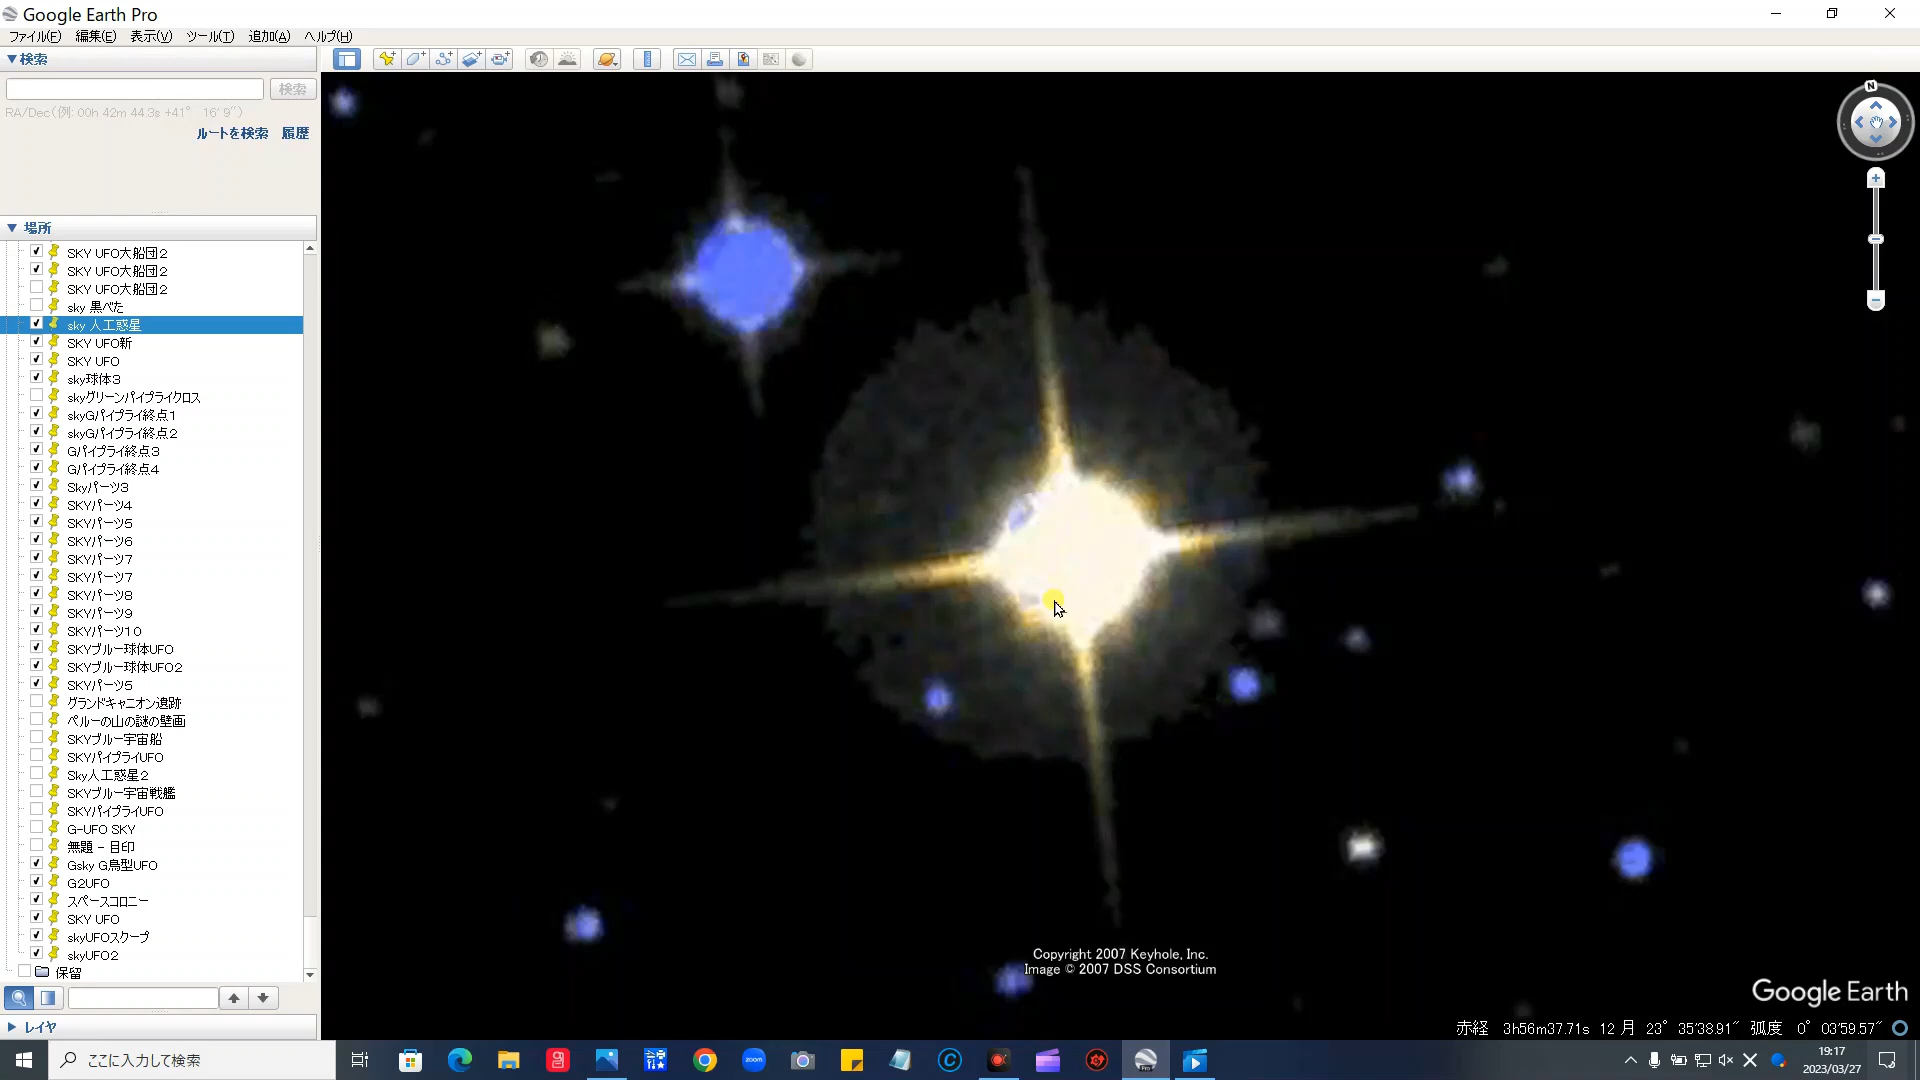 Google Earth Pro
ファイル(F) 編集(E) 表示(V) ツール(T) 追加(A) ヘルプ(H)
▼検索
検索
RA/Dec(例: 00h 42m 44.3s +41° 16' 9")
ルートを検索 履歴
▼ 場所
SKY UFO大船団2
SKY UFO大船団2
SKY UFO大船団2
sky 黒べた
sky 人工惑星
SKY UFO新
SKY UFO
sky球体3
skyグリーンパイプライクロス
skyGパイプライ終点1
skyGパイプライ終点2
Gパイプライ終点3
Gパイプライ終点4
Skyパーツ3
SKYパーツ4
SKYパーツ5
SKYパーツ6
SKYパーツ7
SKYパーツ7
SKYパーツ8
SKYパーツ9
SKYパーツ10
SKYブルー球体UFO
SKYブルー球体UFO2
SKYパーツ5
グランドキャニオン遺跡
ペルーの山の謎の壁画
SKYブルー宇宙船
SKYパイプライUFO
Sky人工惑星2
SKYブルー宇宙戦艦
SKYパイプライUFO
G-UFO SKY
無題 - 目印
Gsky G鳥型UFO
G2UFO
スペースコロニー
SKY UFO
skyUFOスクープ
skyUFO2
保留
レイヤ
N
Copyright 2007 Keyhole, Inc.
Image © 2007 DSS Consortium
Google Earth
赤経 3h56m37.71s 12 月 23° 35'38.91" 弧度 0° 03'59.57"
ここに入力して検索
zoom
Pro
19:17
2023/03/27